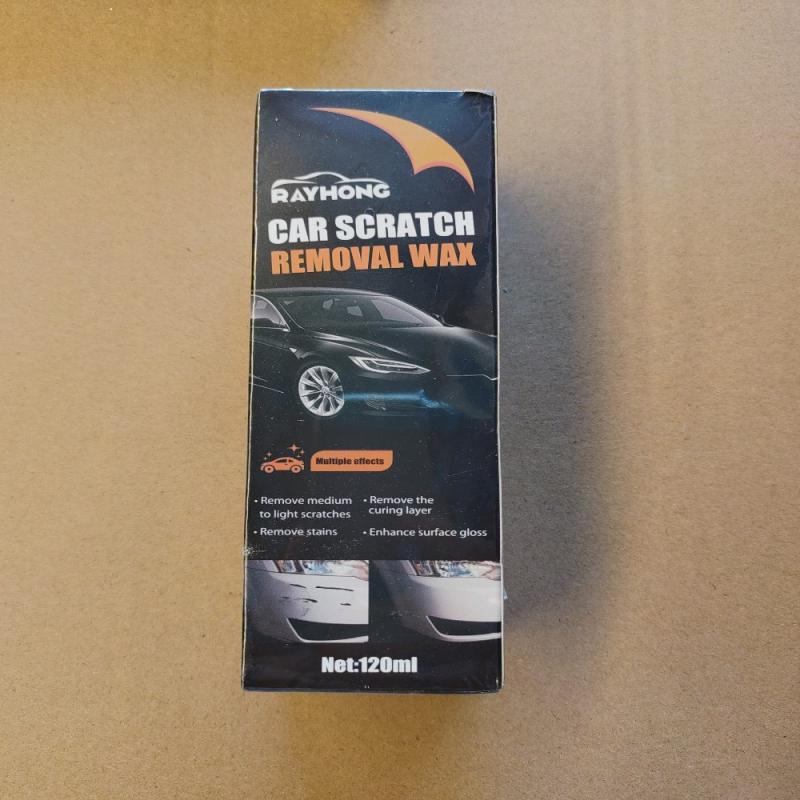 RAYHONG
CAR SCRATCH
REMOVAL WAX
Multiple effects
• Remove medium
to light scratches
• Remove the
curing layer
• Remove stains
• Enhance surface gloss
Net:120ml